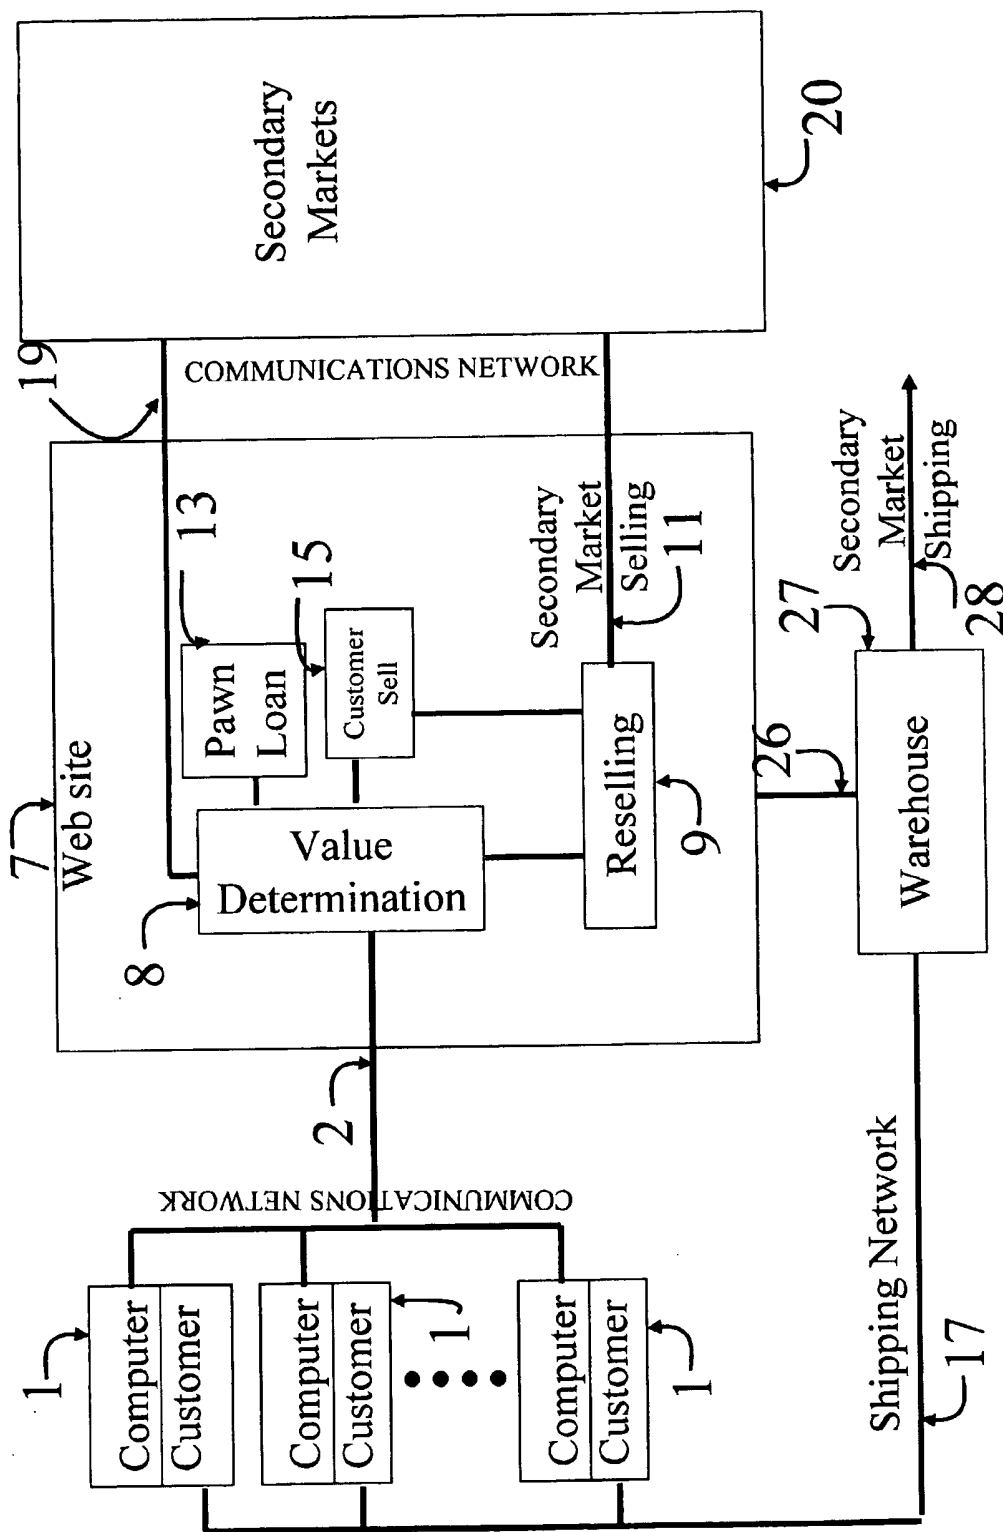 1
Computer
Customer
Computer
Customer
1
Computer
Customer
1
COMMUNICATIONS NETWORK
2
7
Web site
8
Value
Determination
13
Pawn
Loan
15
Customer
Sell
Reselling
9
Secondary
Market
Selling
11
19
COMMUNICATIONS NETWORK
Secondary
Markets
20
Shipping Network
17
26
Warehouse
27
Secondary
Market
Shipping
28